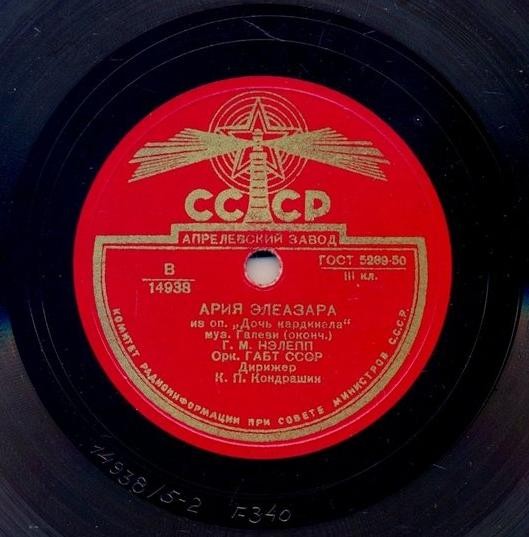 СССР
АПРЕЛЕВСКИЙ ЗАВОД
В
14938
ГОСТ 5289-50
III кл.
АРИЯ ЭЛЕАЗАРА
из оп. „Дочь кардинала"
муз. Галеви (оконч.)
Г. М. НЭЛЕПП
Орк. ГАБТ СССР
Дирижер
К. П. Кондрашин
КОМИТЕТ РАДИОИНФОРМАЦИИ ПРИ СОВЕТЕ МИНИСТРОВ С.С.С.Р.
14938/5-2 Г340